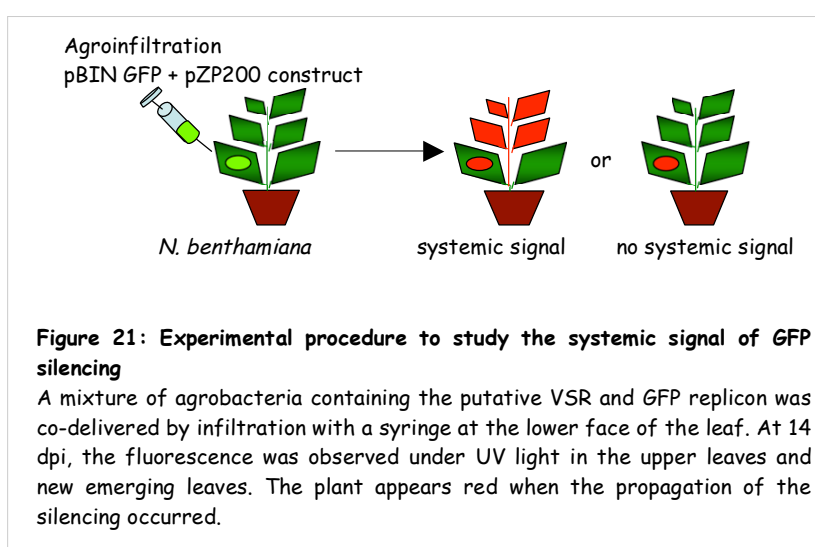 Agroinfiltration
pBIN GFP + pZP200 construct
or
N. benthamiana
systemic signal
no systemic signal
Figure 21: Experimental procedure to study the systemic signal of GFP
silencing
A mixture of agrobacteria containing the putative VSR and GFP replicon was
co-delivered by infiltration with a syringe at the lower face of the leaf. At 14
dpi, the fluorescence was observed under UV light in the upper leaves and
new emerging leaves. The plant appears red when the propagation of the
silencing occurred.